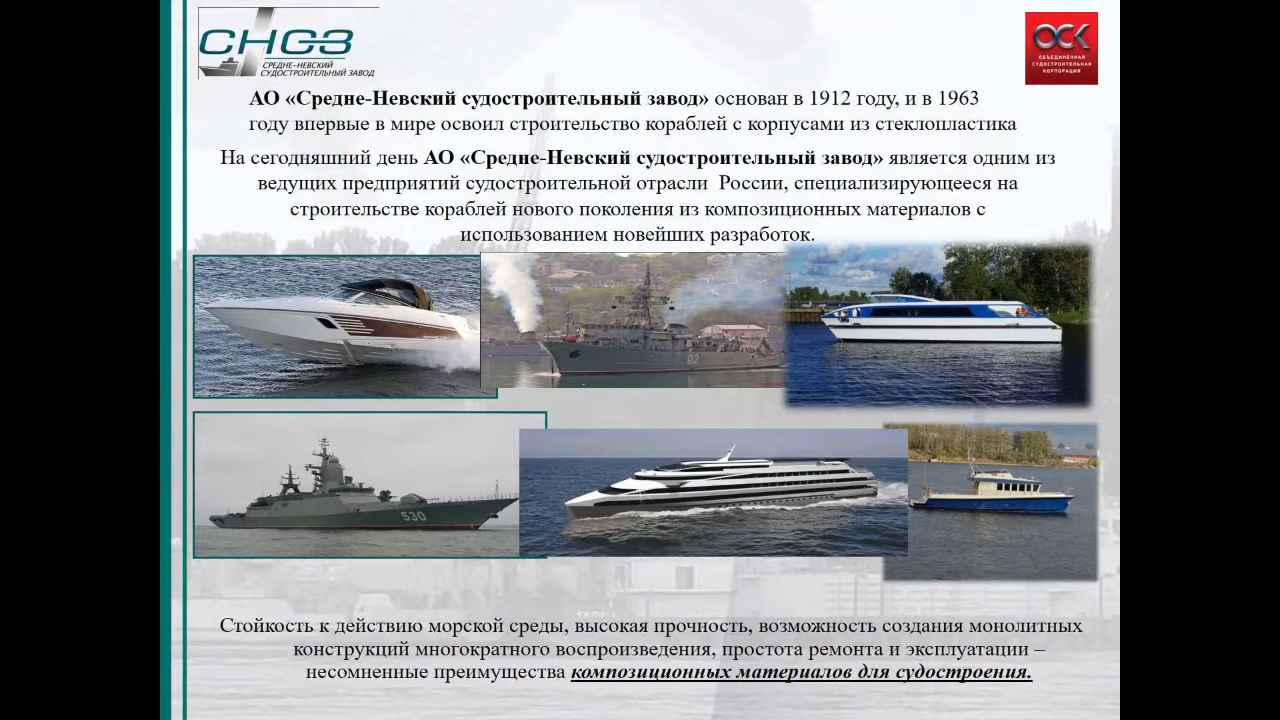 СНСЗ
СРЕДНЕ-НЕВСКИЙ
СУДОСТРОИТЕЛЬНЫЙ ЗАВОД
ОСК
ОБЪЕДИНЕННАЯ
СУДОСТРОИТЕЛЬНАЯ
КОРПОРАЦИЯ
АО «Средне-Невский судостроительный завод» основан в 1912 году, и в 1963
году впервые в мире освоил строительство кораблей с корпусами из стеклопластика
На сегодняшний день АО «Средне-Невский судостроительный завод» является одним из
ведущих предприятий судостроительной отрасли России, специализирующееся на
строительстве кораблей нового поколения из композиционных материалов с
использованием новейших разработок.
912
530
Стойкость к действию морской среды, высокая прочность, возможность создания монолитных
конструкций многократного воспроизведения, простота ремонта и эксплуатации –
несомненные преимущества композиционных материалов для судостроения.